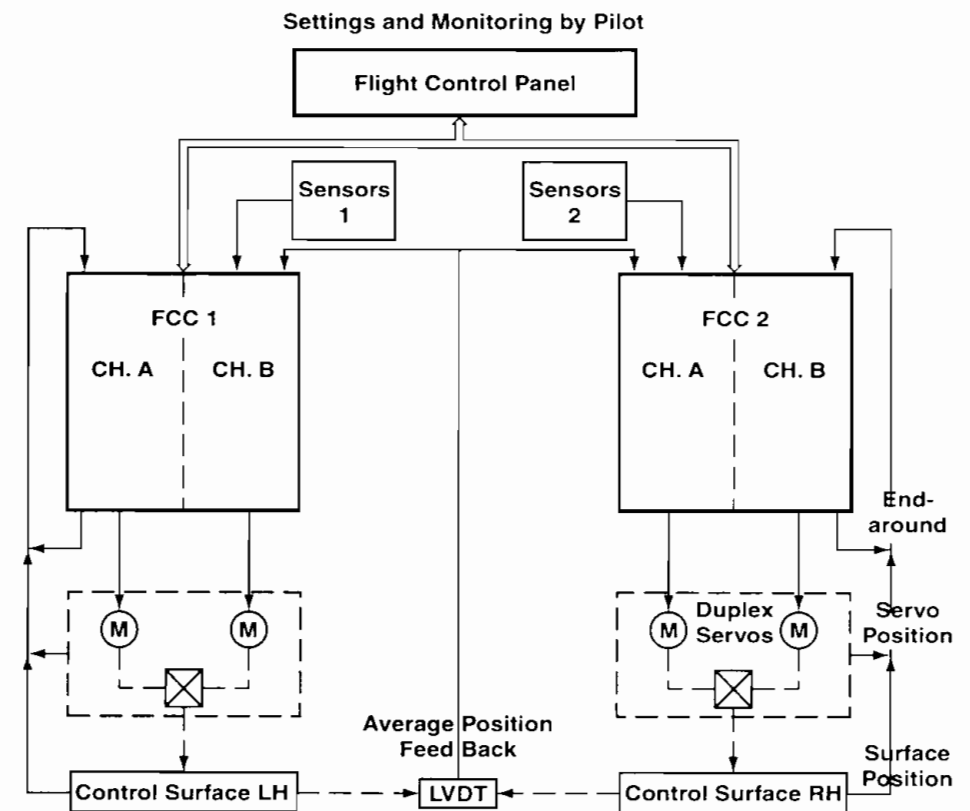 Settings and Monitoring by Pilot
Flight Control Panel
Sensors
1
Sensors
2
FCC 1
CH. A
CH. B
FCC 2
CH. A
CH. B
End-
around
M
M
M
Duplex
Servos
M
Servo
Position
Average Position
Feed Back
Surface
Position
Control Surface LH
LVDT
Control Surface RH